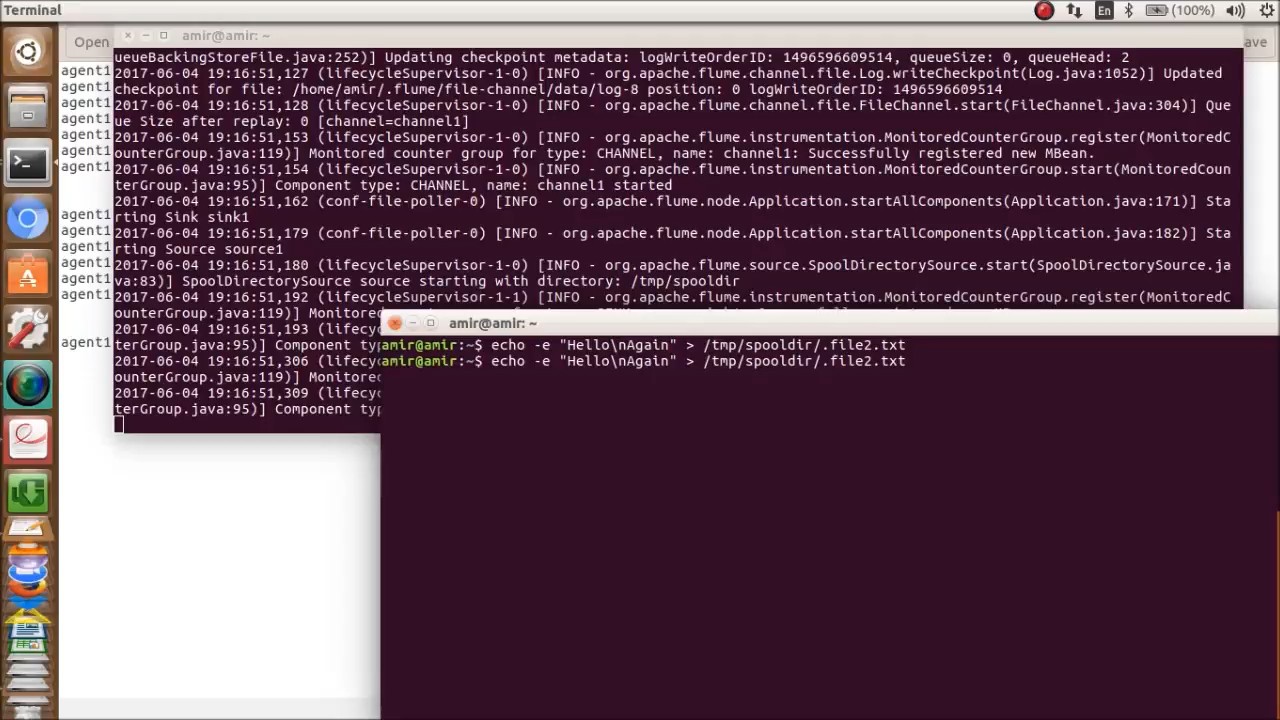 Terminal
En
(100%)
Open
amir@amir: ~
ave
ueueBackingStoreFile.java:252)] Updating checkpoint metadata: logWriteOrderID: 1496596609514, queueSize: 0, queueHead: 2
agent1
2017-06-04 19:16:51,127 (lifecycleSupervisor-1-0) [INFO - org.apache.flume.channel.file.Log.writeCheckpoint(Log.java:1052)] Updated
agent1
checkpoint for file: /home/amir/.flume/file-channel/data/log-8 position: 0 logWriteOrderID: 1496596609514
agent1
2017-06-04 19:16:51,128 (lifecycleSupervisor-1-0) [INFO - org.apache.flume.channel.file.FileChannel.start(FileChannel.java:304)] Que
agent1
ue Size after replay: 0 [channel=channel1]
agent1
2017-06-04 19:16:51,153 (lifecycleSupervisor-1-0) [INFO - org.apache.flume.instrumentation.MonitoredCounterGroup.register(MonitoredC
agent1
ounterGroup.java:119)] Monitored counter group for type: CHANNEL, name: channel1: Successfully registered new MBean.
agent1
2017-06-04 19:16:51,154 (lifecycleSupervisor-1-0) [INFO - org.apache.flume.instrumentation.MonitoredCounterGroup.start(MonitoredCoun
terGroup.java:95)] Component type: CHANNEL, name: channel1 started
2017-06-04 19:16:51,162 (conf-file-poller-0) [INFO - org.apache.flume.node.Application.startAllComponents(Application.java:171)] Sta
agent1
rting Sink sink1
agent1
2017-06-04 19:16:51,179 (conf-file-poller-0) [INFO - org.apache.flume.node.Application.startAllComponents(Application.java:182)] Sta
agent1
rting Source source1
agent1
2017-06-04 19:16:51,180 (lifecycleSupervisor-1-0) [INFO - org.apache.flume.source.SpoolDirectorySource.start(SpoolDirectorySource.ja
agent1
va:83)] SpoolDirectorySource source starting with directory: /tmp/spooldir
agent1
2017-06-04 19:16:51,192 (lifecycleSupervisor-1-1) [INFO - org.apache.flume.instrumentation.MonitoredCounterGroup.register(MonitoredC
ounterGroup.java:119)] Monitored
2017-06-04 19:16:51,193 (lifecyc
agent1
terGroup.java:95)] Component typ
2017-06-04 19:16:51,306 (lifecyc
ounterGroup.java:119)] Monitored
2017-06-04 19:16:51,309 (lifecyc
terGroup.java:95)] Component typ
amir@amir: ~
amir@amir:~$ echo -e "Hello\nAgain" > /tmp/spooldir/.file2.txt
amir@amir:~$ echo -e "Hello\nAgain" > /tmp/spooldir/.file2.txt